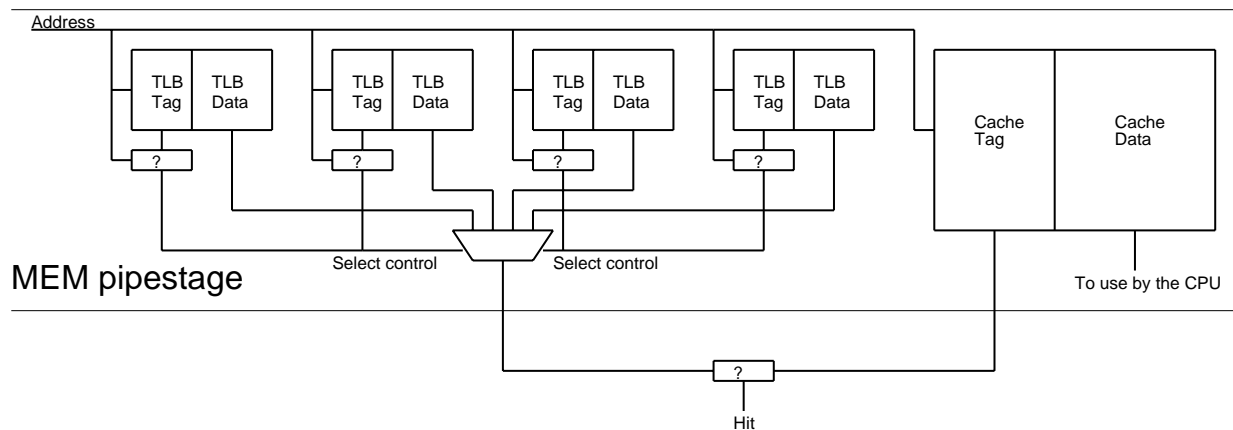 Address
TLB TLB TLB TLB TLB TLB TLB TLB
Tag Data Tag Data Tag Data Tag Data
Cache Cache
Tag Data
? ? ? ?
Select control Select control
MEM pipestage
To use by the CPU
?
Hit